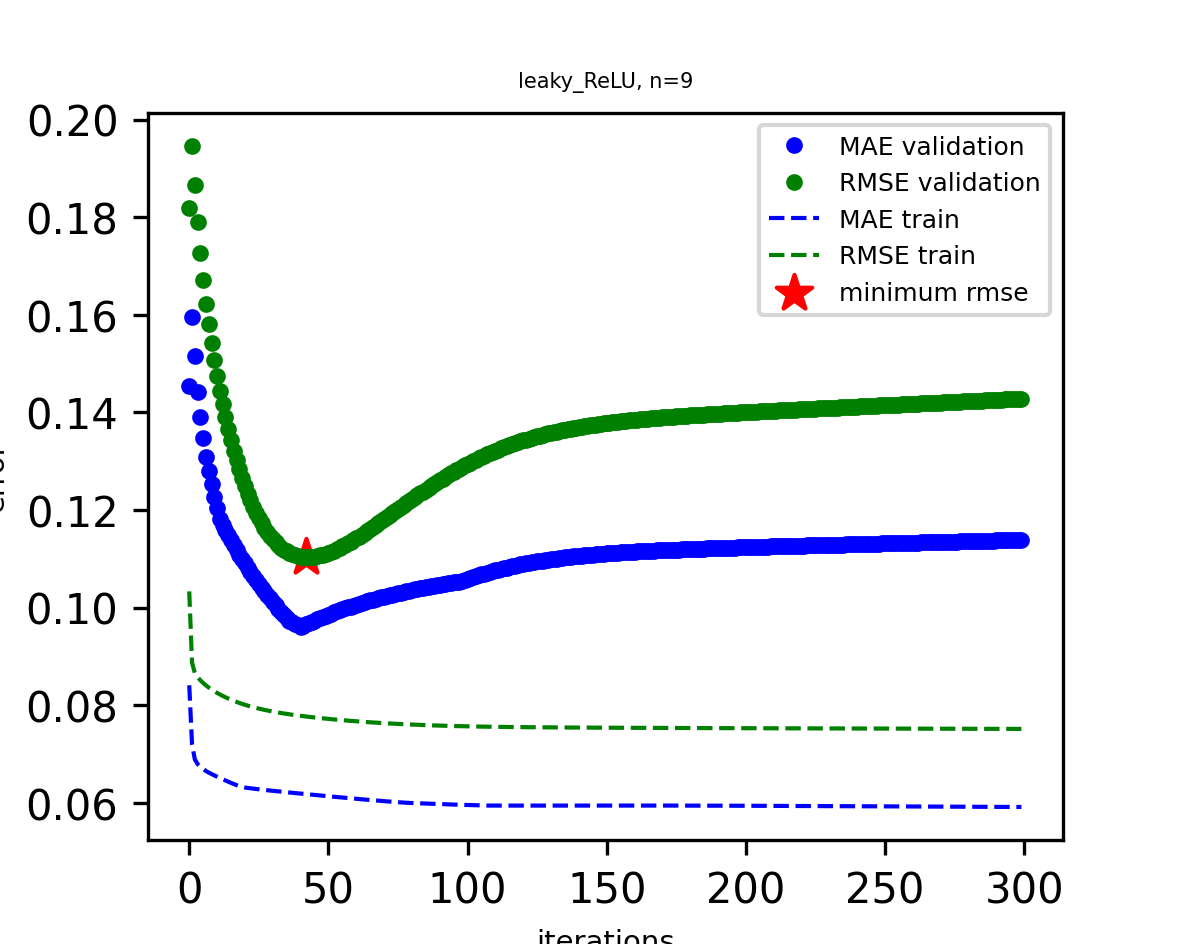 leaky_ReLU, n=9
0.20
0.18
0.16
0.14
0.12
0.10
0.08
0.06
MAE validation
RMSE validation
MAE train
RMSE train
minimum rmse
0 50 100 150 200 250 300
iterations